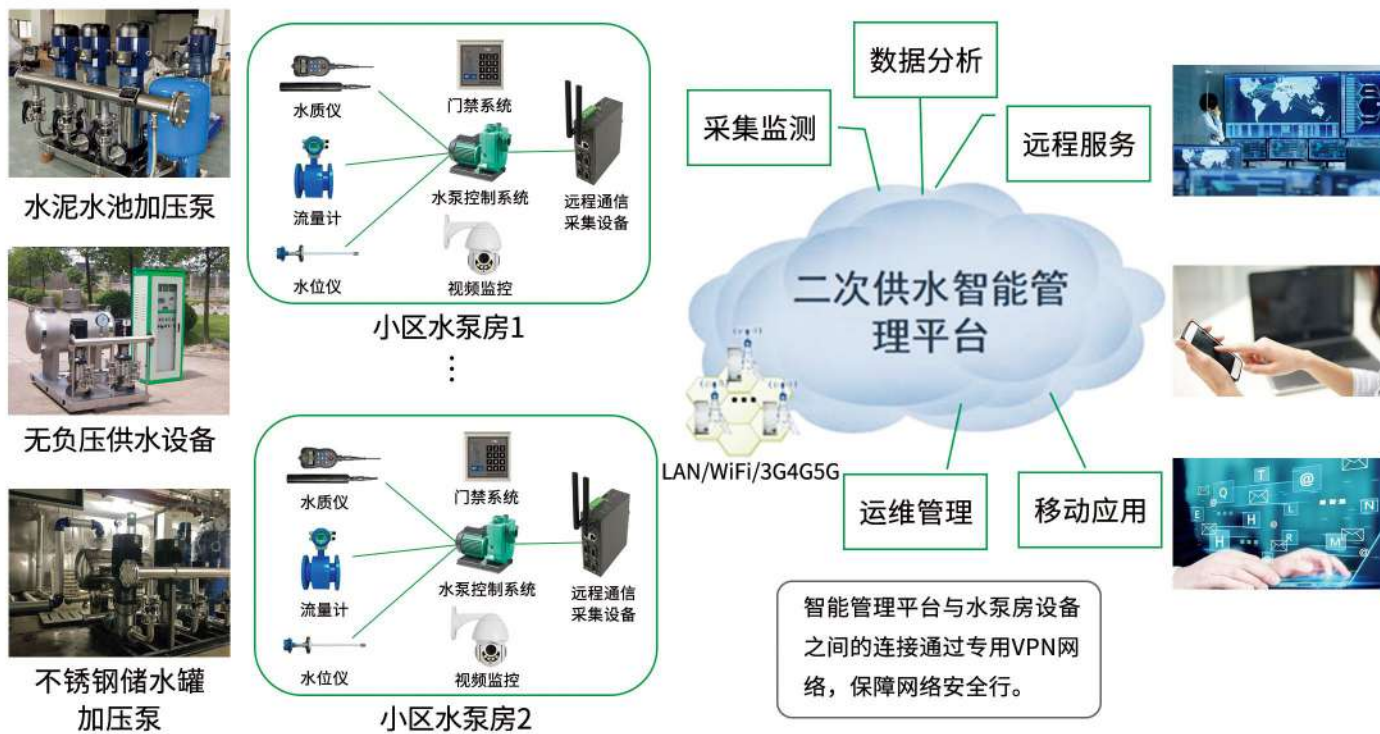 水泥水池加压泵
无负压供水设备
不锈钢储水罐
加压泵
水质仪
门禁系统
流量计
水泵控制系统
远程通信
采集设备
水位仪
视频监控
小区水泵房1
⋮
水质仪
门禁系统
流量计
水泵控制系统
远程通信
采集设备
水位仪
视频监控
小区水泵房2
数据分析
采集监测
远程服务
二次供水智能管
理平台
LAN/WiFi/3G4G5G
运维管理
移动应用
智能管理平台与水泵房设备
之间的连接通过专用VPN网
络，保障网络安全行。